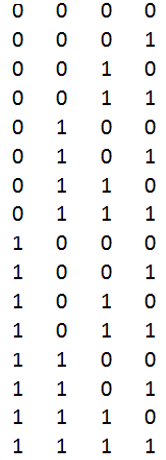 0 0 0 0
0 0 0 1
0 0 1 0
0 0 1 1
0 1 0 0
0 1 0 1
0 1 1 0
0 1 1 1
1 0 0 0
1 0 0 1
1 0 1 0
1 0 1 1
1 1 0 0
1 1 0 1
1 1 1 0
1 1 1 1